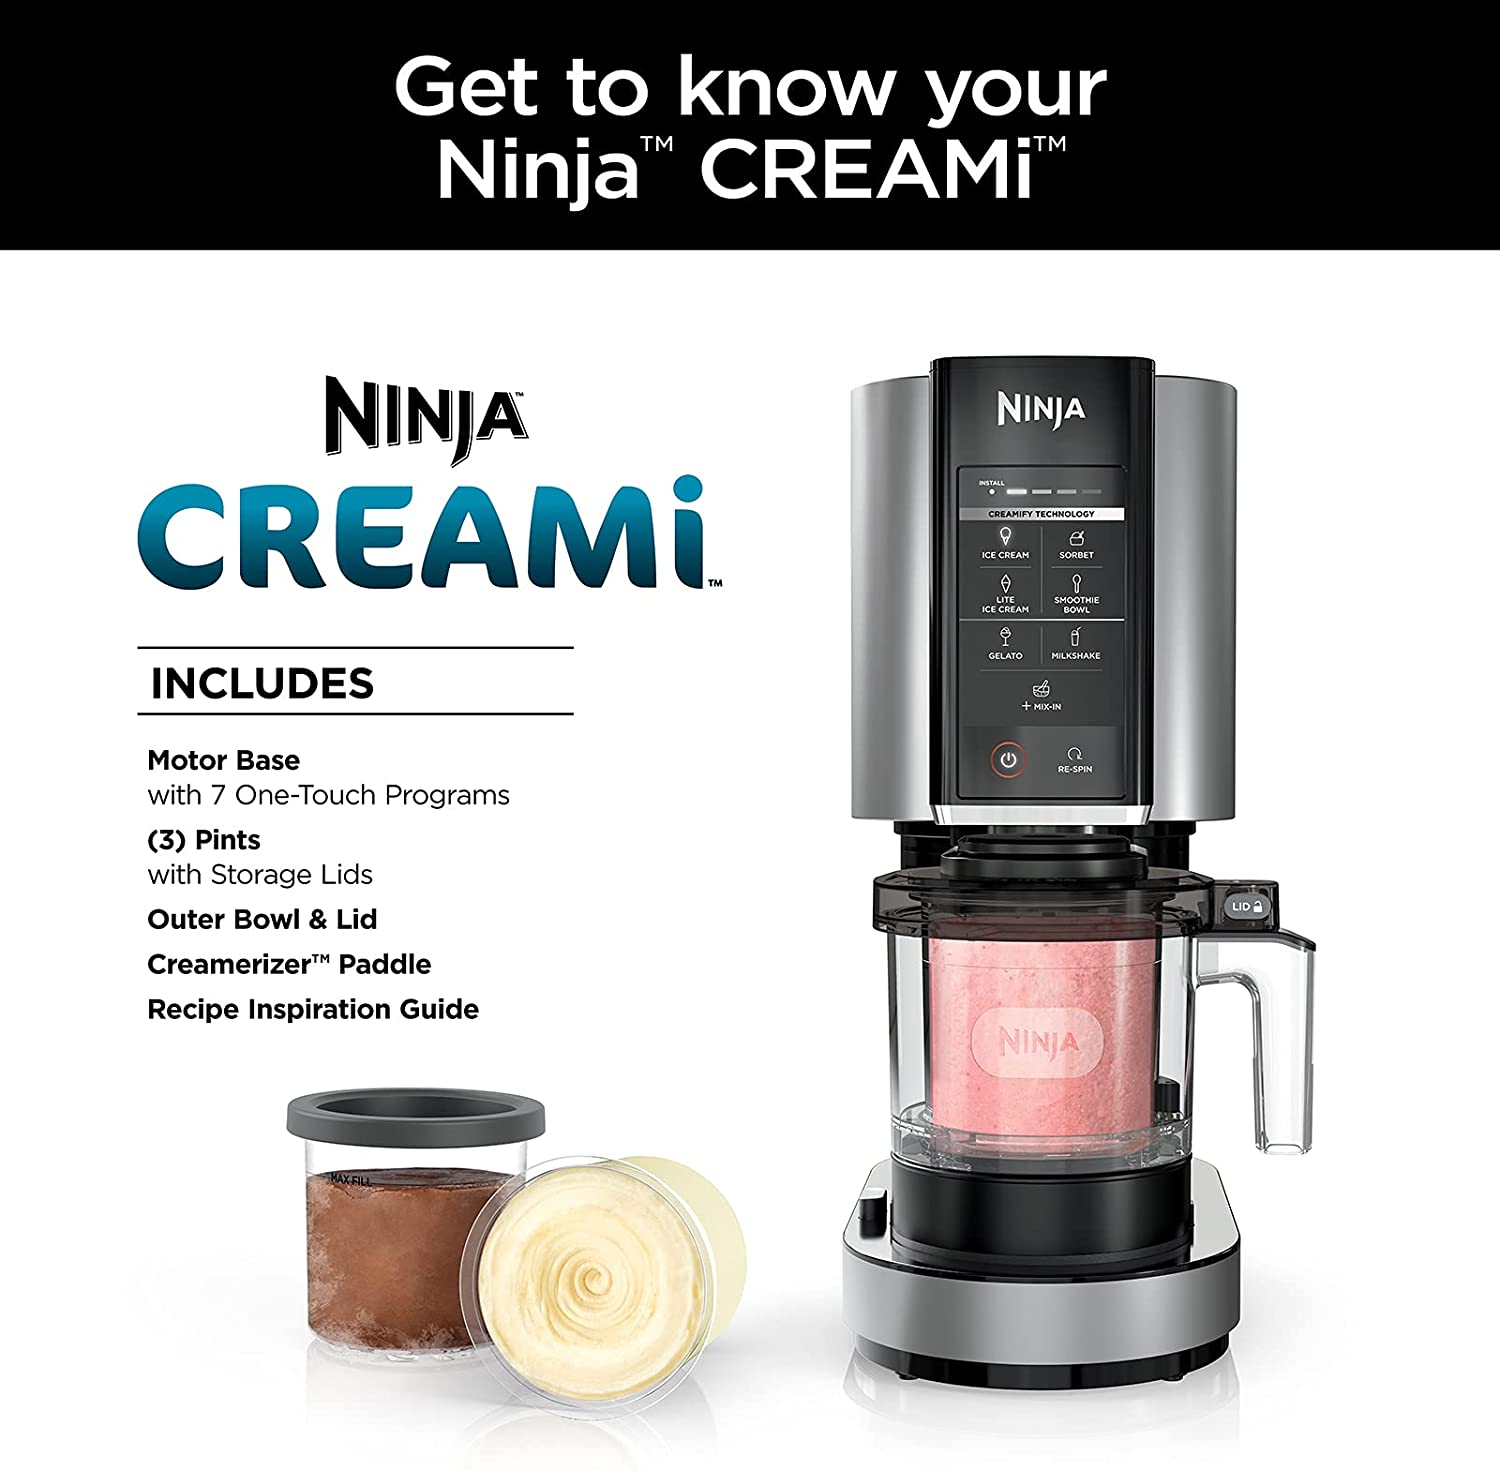 Get to know your
Ninja™ CREAMi™
NINJA™
CREAMi™
INCLUDES
Motor Base
with 7 One-Touch Programs
(3) Pints
with Storage Lids
Outer Bowl & Lid
Creamerizer™ Paddle
Recipe Inspiration Guide
MAX FILL
NINJA
INSTALL
CREAMIFY TECHNOLOGY
ICE CREAM
SORBET
LITE
ICE CREAM
SMOOTHIE
BOWL
GELATO
MILKSHAKE
+ MIX-IN
RE-SPIN
LID
NINJA